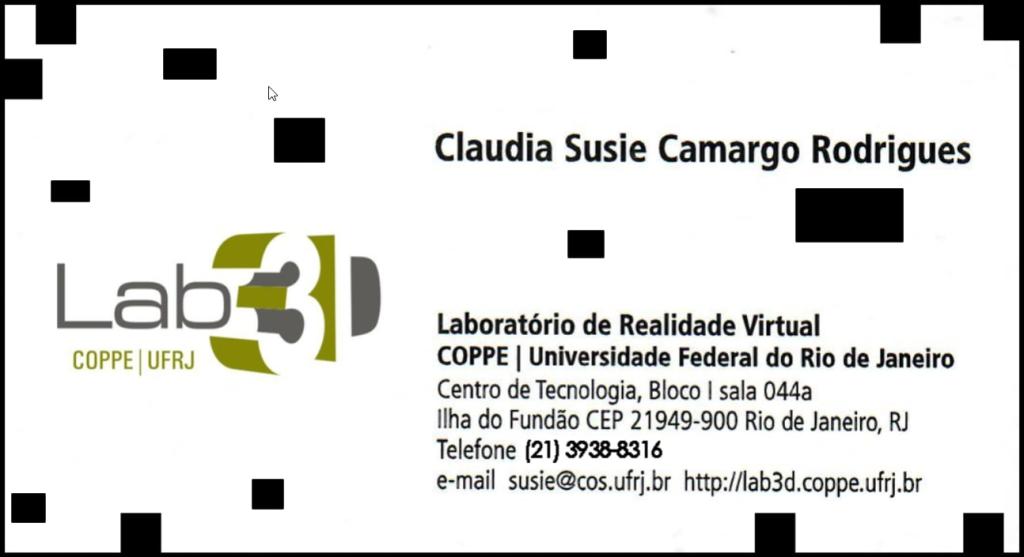 Claudia Susie Camargo Rodrigues
Lab3D
COPPE | UFRJ
Laboratório de Realidade Virtual
COPPE | Universidade Federal do Rio de Janeiro
Centro de Tecnologia, Bloco I sala 044a
Ilha do Fundão CEP 21949-900 Rio de Janeiro, RJ
Telefone (21) 3938-8316
e-mail susie@cos.ufrj.br http://lab3d.coppe.ufrj.br